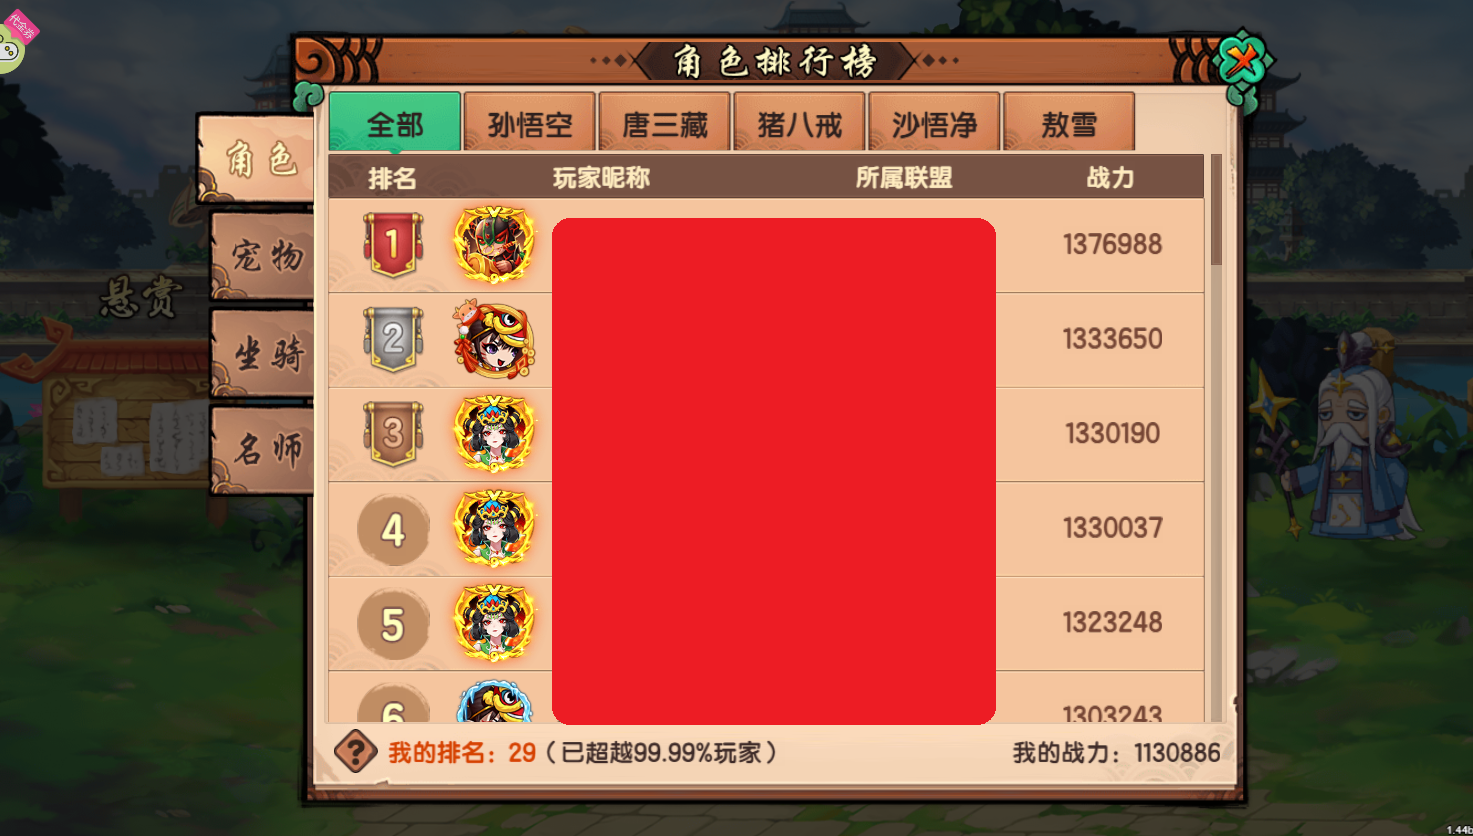 代金券
角色排行榜
全部 孙悟空 唐三藏 猪八戒 沙悟净 敖雪
角色
宠物
坐骑
名师
悬赏
排名 玩家昵称 所属联盟 战力
1 1376988
2 1333650
3 1330190
4 1330037
5 1323248
6 1303243
我的排名：29（已超越99.99%玩家） 我的战力：1130886